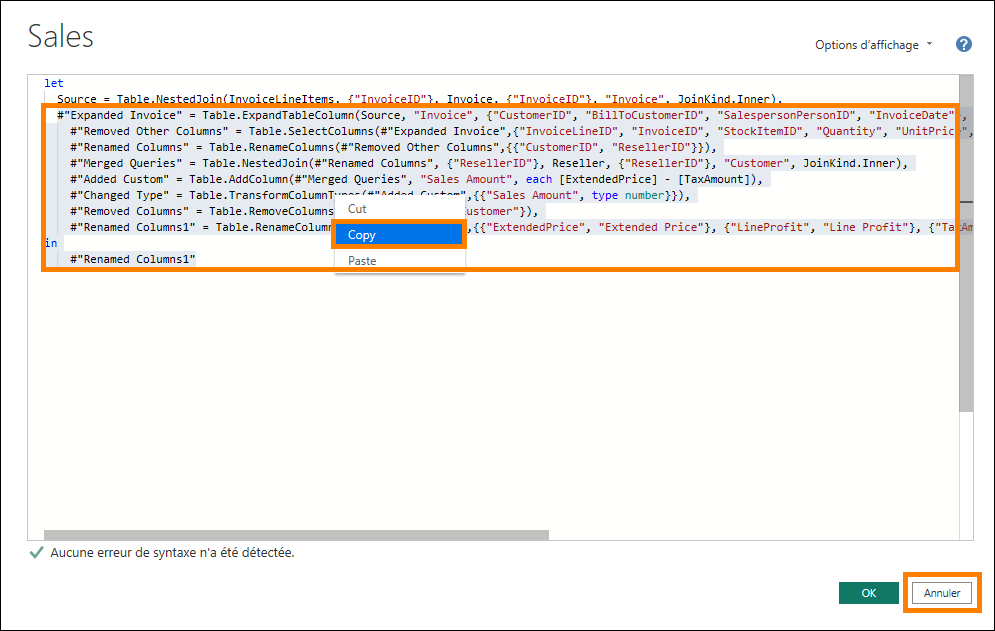 Sales
Options d'affichage
?
let
Source = Table.NestedJoin(InvoiceLineItems, {"InvoiceID"}, Invoice, {"InvoiceID"}, "Invoice", JoinKind.Inner),
#"Expanded Invoice" = Table.ExpandTableColumn(Source, "Invoice", {"CustomerID", "BillToCustomerID", "SalespersonPersonID", "InvoiceDate"},
#"Removed Other Columns" = Table.SelectColumns(#"Expanded Invoice",{"InvoiceLineID", "InvoiceID", "StockItemID", "Quantity", "UnitPrice",
#"Renamed Columns" = Table.RenameColumns(#"Removed Other Columns",{{"CustomerID", "ResellerID"}}),
#"Merged Queries" = Table.NestedJoin(#"Renamed Columns", {"ResellerID"}, Reseller, {"ResellerID"}, "Customer", JoinKind.Inner),
#"Added Custom" = Table.AddColumn(#"Merged Queries", "Sales Amount", each [ExtendedPrice] - [TaxAmount]),
#"Changed Type" = Table.TransformColumnTypes(#"Added Custom",{{"Sales Amount", type number}}),
#"Removed Columns" = Table.RemoveColumns ustomer"}),
#"Renamed Columns1" = Table.RenameColum ,{{"ExtendedPrice", "Extended Price"}, {"LineProfit", "Line Profit"}, {"TaxAm
in
#"Renamed Columns1"
Cut
Copy
Paste
Aucune erreur de syntaxe n'a été détectée.
OK
Annuler